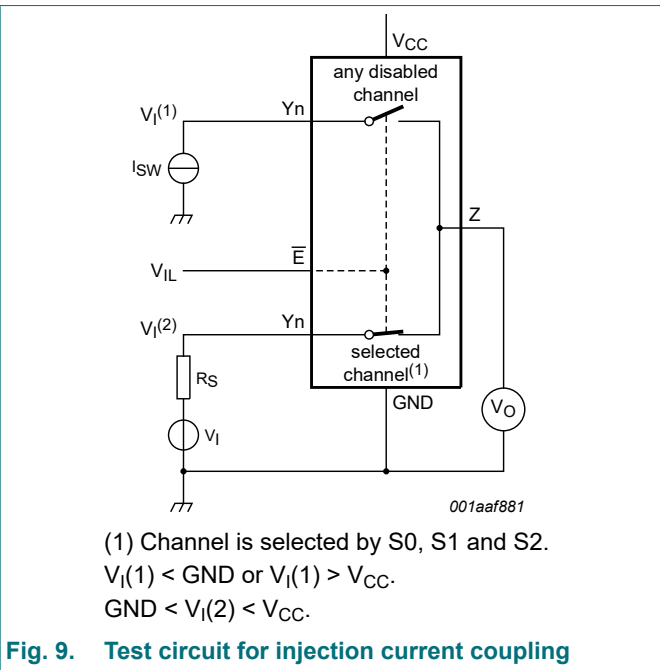 VCC
any disabled
channel
VI(1)
Yn
ISW
Z
E
VIL
VI(2)
Yn
selected
channel(1)
RS
GND
VO
VI
001aaf881
(1) Channel is selected by S0, S1 and S2.
VI(1) < GND or VI(1) > VCC.
GND < VI(2) < VCC.
Fig. 9. Test circuit for injection current coupling